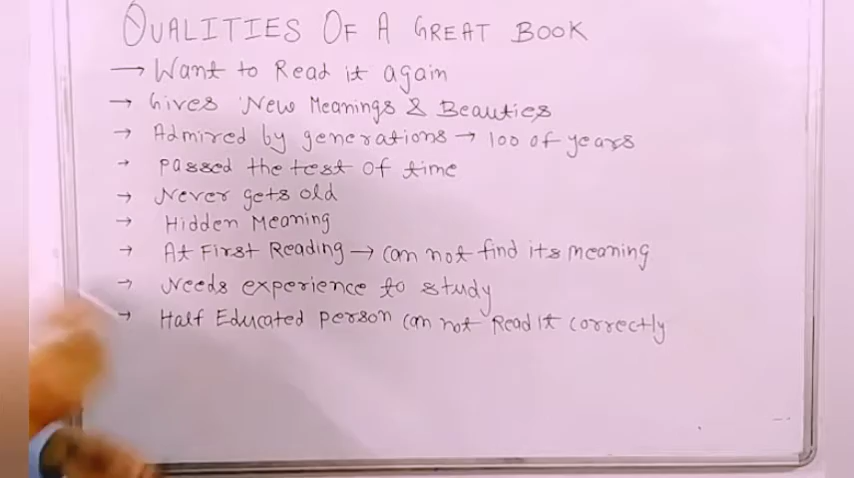 QUALITIES OF A GREAT BOOK
→ Want to Read it again
→ Gives New Meanings & Beauties
→ Admired by generations → 100 of years
→ passed the test of time
→ Never gets old
→ Hidden Meaning
→ At First Reading → can not find its meaning
→ Needs experience to study
→ Half Educated person can not Read it correctly